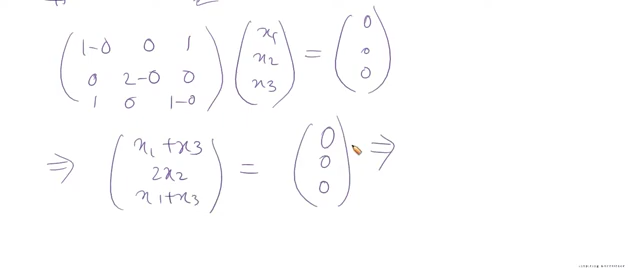 (1-0 0 1) (x1) = (0)
(0 2-0 0) (x2) (0)
(1 0 1-0) (x3) (0)
⇒ (x1+x3) = (0) ⇒
(2x2) (0)
(x1+x3) (0)